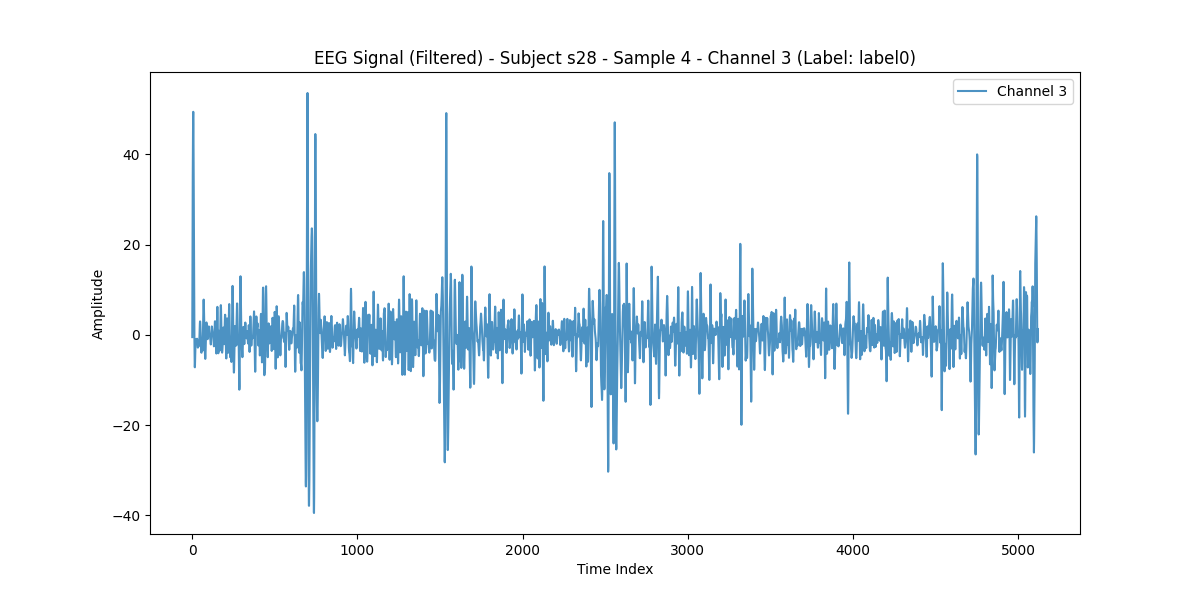 EEG Signal (Filtered) - Subject s28 - Sample 4 - Channel 3 (Label: label0)
Channel 3
Amplitude
40
20
0
−20
−40
0 1000 2000 3000 4000 5000
Time Index